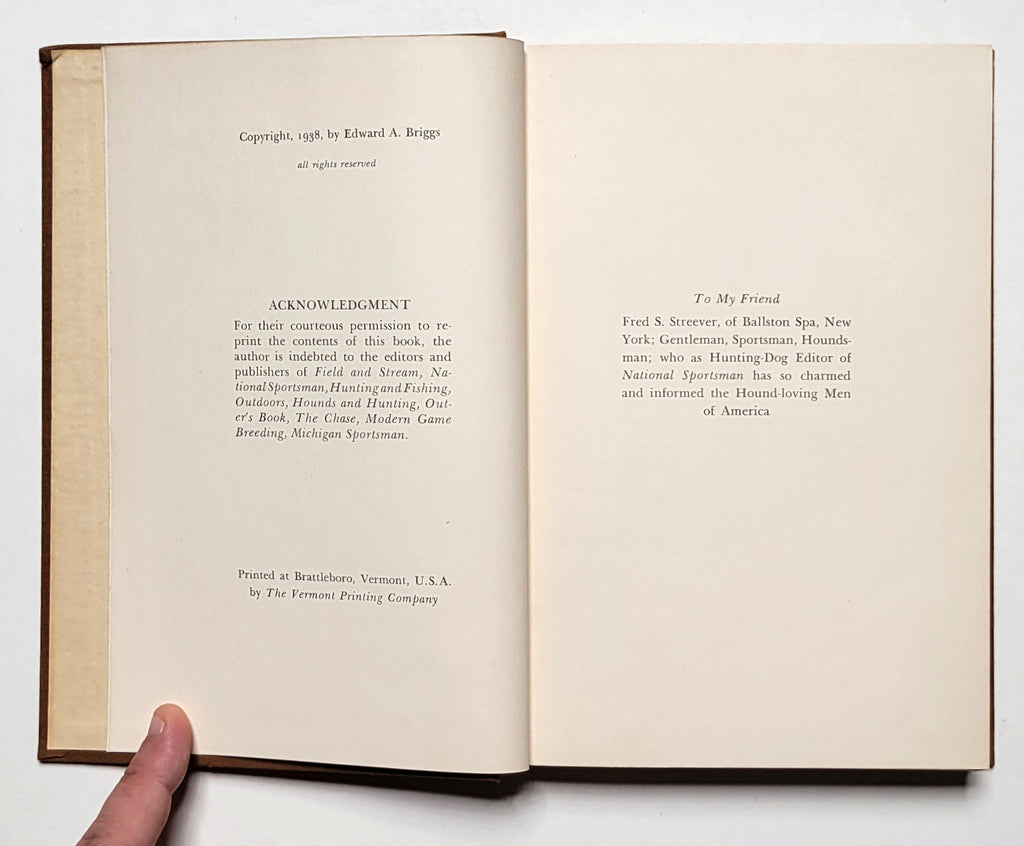 Copyright, 1938, by Edward A. Briggs
all rights reserved
ACKNOWLEDGMENT
For their courteous permission to re-
print the contents of this book, the
author is indebted to the editors and
publishers of Field and Stream, Na-
tional Sportsman, Hunting and Fishing,
Outdoors, Hounds and Hunting, Out-
er's Book, The Chase, Modern Game
Breeding, Michigan Sportsman.
Printed at Brattleboro, Vermont, U.S.A.
by The Vermont Printing Company
To My Friend
Fred S. Streever, of Ballston Spa, New
York; Gentleman, Sportsman, Hounds-
man; who as Hunting-Dog Editor of
National Sportsman has so charmed
and informed the Hound-loving Men
of America